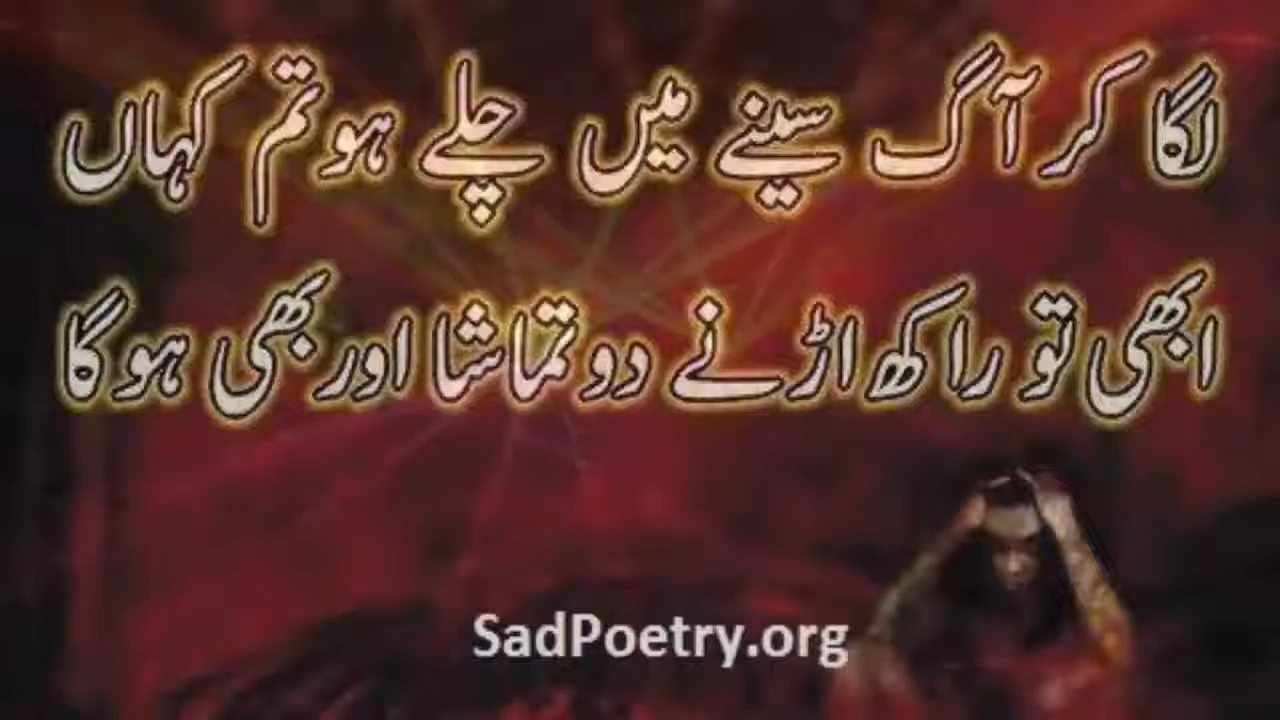 لگا کر آگ سینے میں چلے ہو تم کہاں
ابھی تو راکھ اڑنے دو تماشا اور بھی ہو گا
SadPoetry.org